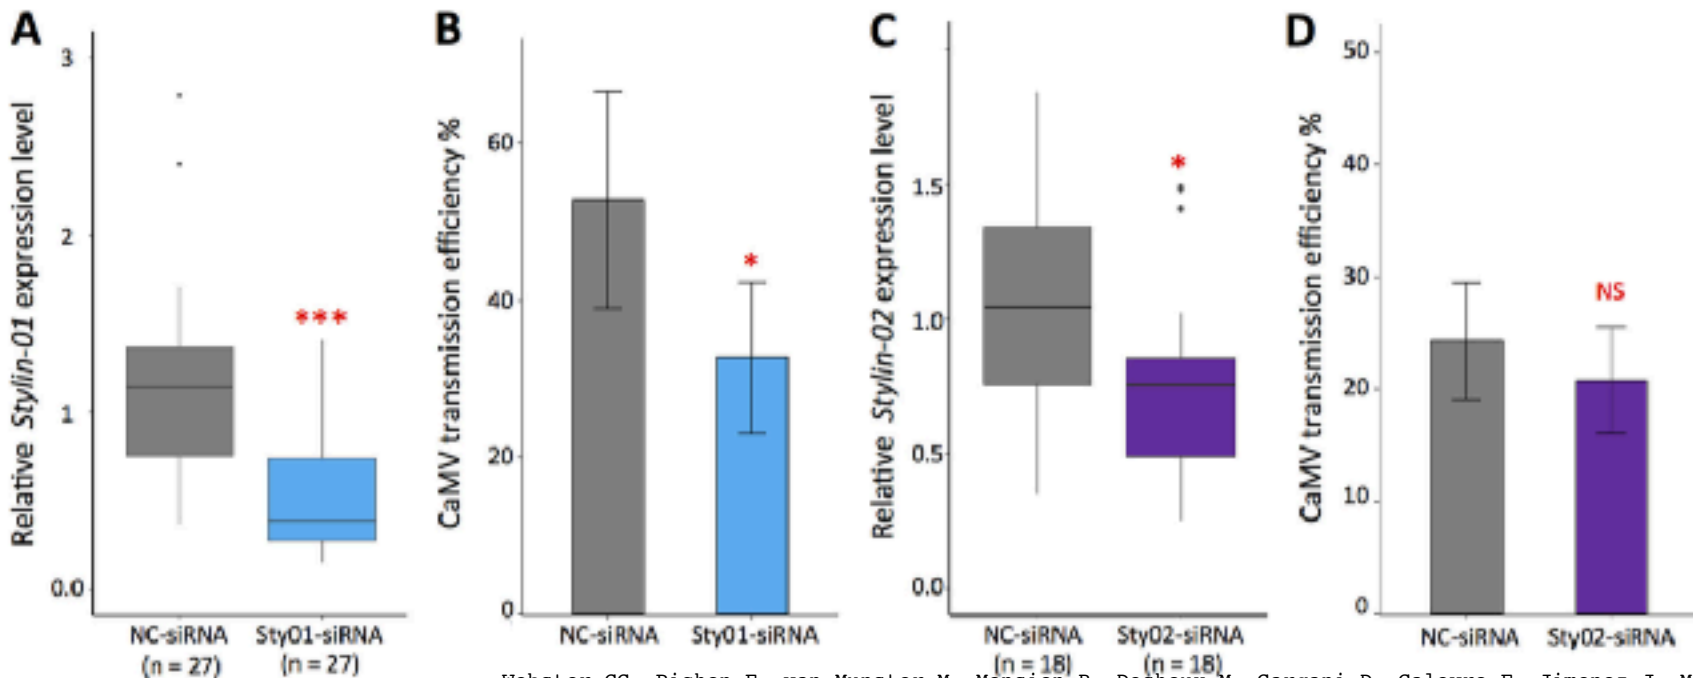 A
Relative Stylin-01 expression level
3
2
1
0.0
***
NC-siRNA
(n = 27)
StyO1-siRNA
(n = 27)
B
CaMV transmission efficiency %
60
40
20
0
*
NC-siRNA
Sty01-siRNA
C
Relative Stylin-02 expression level
1.5
1.0
0.5
0.0
*
NC-siRNA
(n = 18)
Sty02-siRNA
(n = 18)
D
CaMV transmission efficiency %
50
40
30
20
10
0
NS
NC-siRNA
Sty02-siRNA